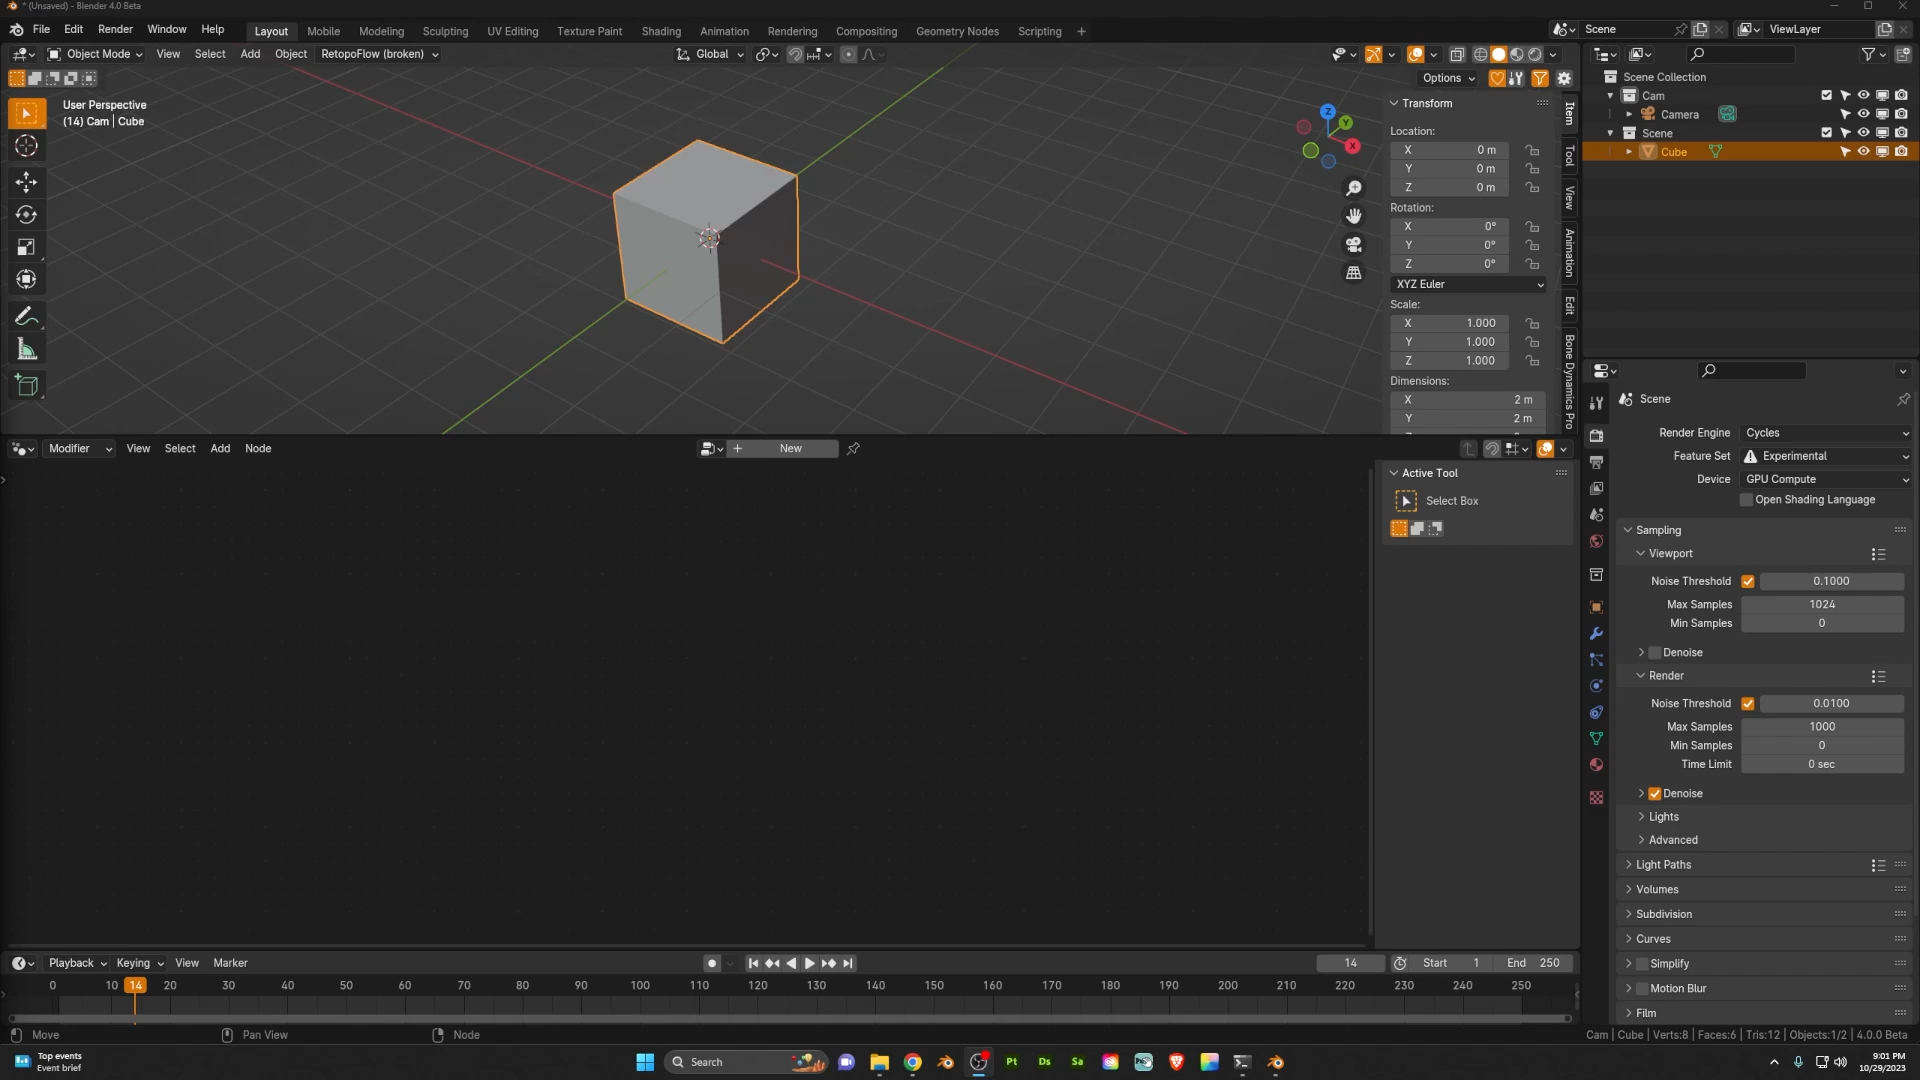 * (Unsaved) - Blender 4.0 Beta
File Edit Render Window Help Layout Mobile Modeling Sculpting UV Editing Texture Paint Shading Animation Rendering Compositing Geometry Nodes Scripting + Scene ViewLayer
Object Mode View Select Add Object RetopoFlow (broken) Global
Options
User Perspective
(14) Cam | Cube
Z
Y
X
Transform
Location:
X 0 m
Y 0 m
Z 0 m
Rotation:
X 0°
Y 0°
Z 0°
XYZ Euler
Scale:
X 1.000
Y 1.000
Z 1.000
Dimensions:
X 2 m
Y 2 m
Item
Tool
View
Animation
Edit
Bone Dynamics Pro
Scene Collection
Cam
Camera
Scene
Cube
Modifier View Select Add Node + New
Active Tool
Select Box
Scene
Render Engine Cycles
Feature Set Experimental
Device GPU Compute
Open Shading Language
Sampling
Viewport
Noise Threshold 0.1000
Max Samples 1024
Min Samples 0
Denoise
Render
Noise Threshold 0.0100
Max Samples 1000
Min Samples 0
Time Limit 0 sec
Denoise
Lights
Advanced
Light Paths
Volumes
Subdivision
Curves
Simplify
Motion Blur
Film
Playback Keying View Marker 14 Start 1 End 250
0 10 14 20 30 40 50 60 70 80 90 100 110 120 130 140 150 160 170 180 190 200 210 220 230 240 250
Move Pan View Node Cam | Cube | Verts:8 | Faces:6 | Tris:12 | Objects:1/2 | 4.0.0 Beta
Top events
Event brief
Search
Pt Ds Sa
9:01 PM
10/29/2023